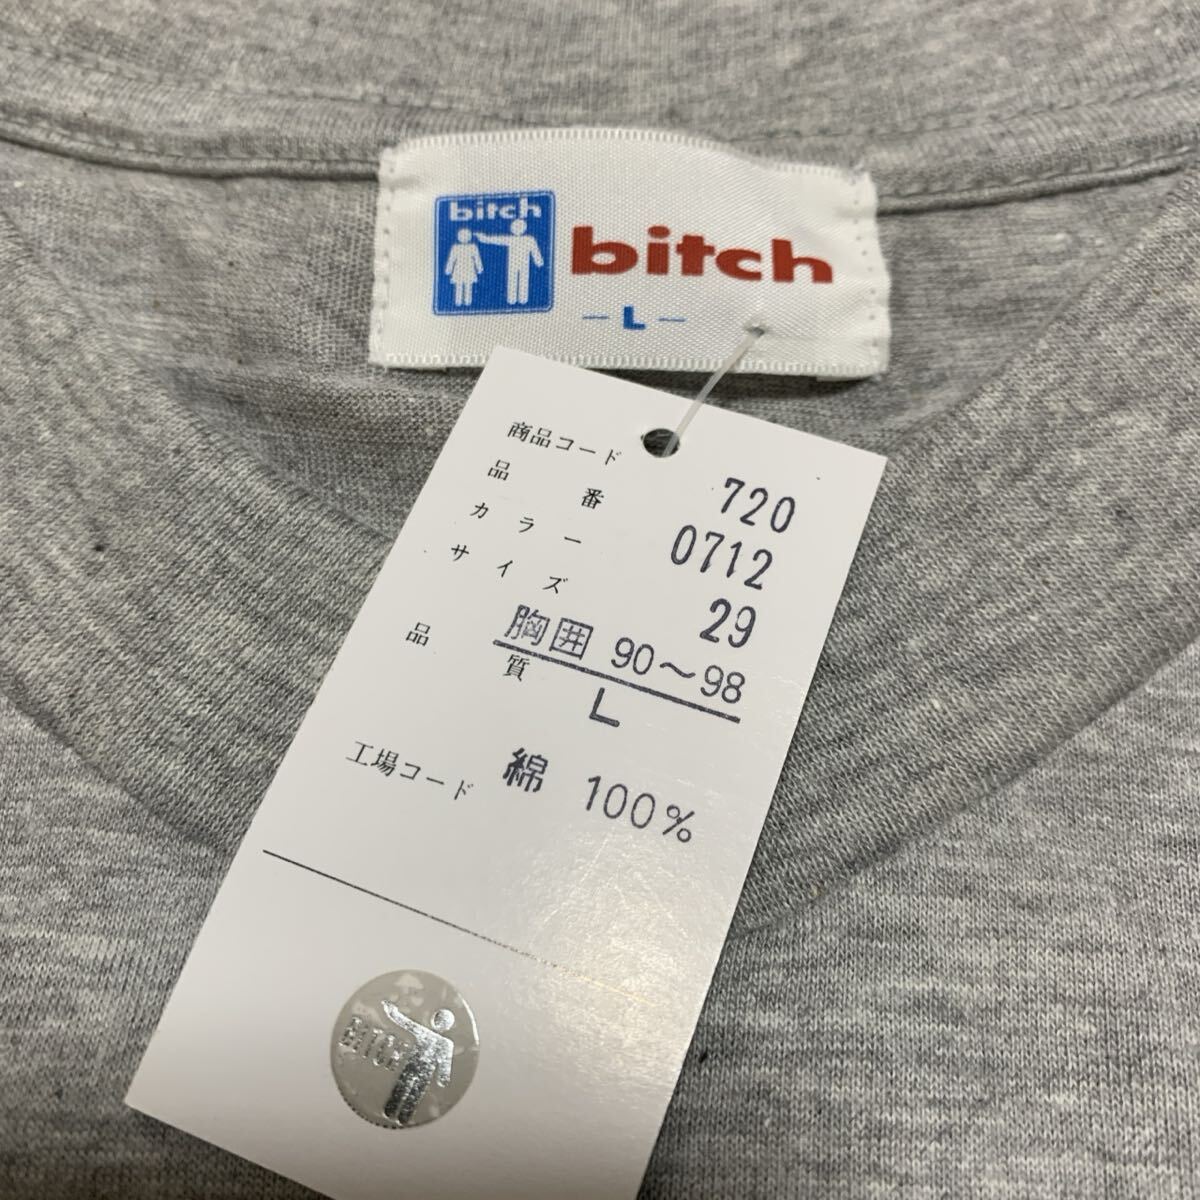 bitch
bitch
-L-
商品コード 720
品番 0712
カラー 29
サイズ 胸囲 90～98
L
品質 綿 100%
工場コード
BITCH